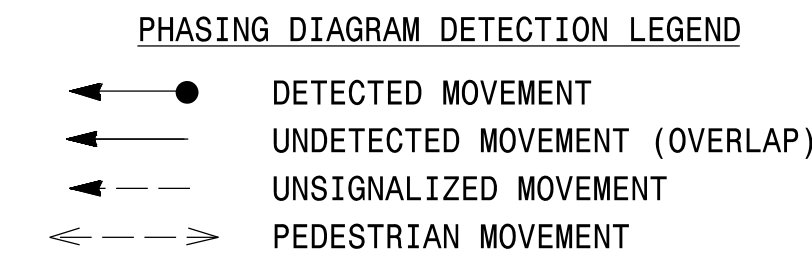 PHASING DIAGRAM DETECTION LEGEND
DETECTED MOVEMENT
UNDETECTED MOVEMENT (OVERLAP)
UNSIGNALIZED MOVEMENT
PEDESTRIAN MOVEMENT